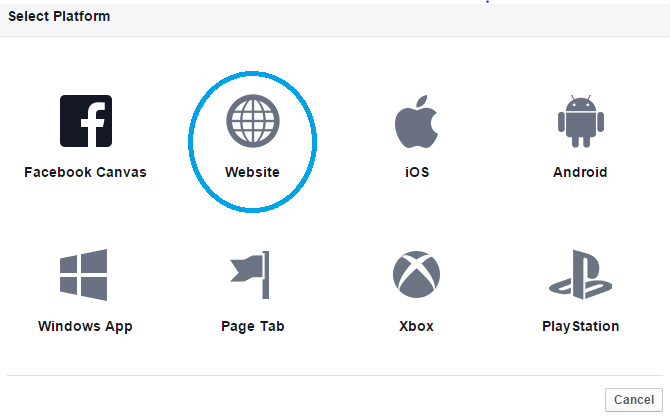 Select Platform
Facebook Canvas
Website
iOS
Android
Windows App
Page Tab
Xbox
PlayStation
Cancel